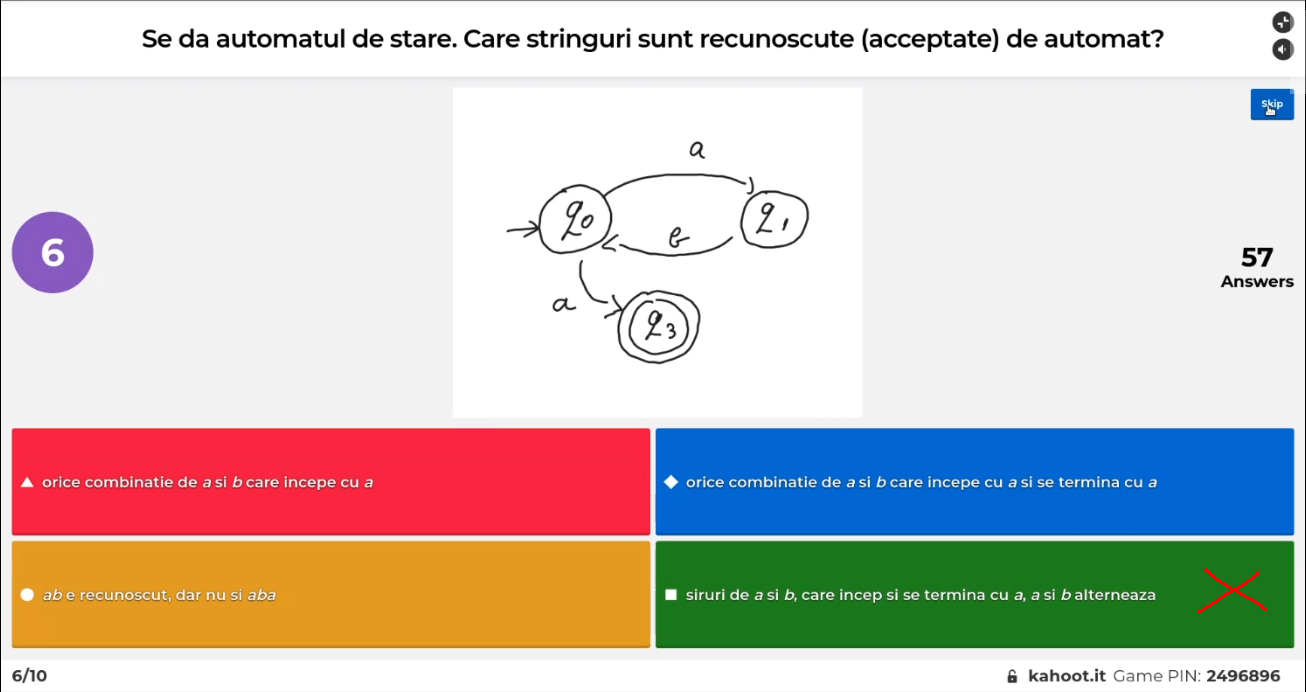 Se da automatul de stare. Care stringuri sunt recunoscute (acceptate) de automat?
Skip
a
q0
q1
b
6
57
Answers
a
q3
orice combinatie de a si b care incepe cu a
orice combinatie de a si b care incepe cu a si se termina cu a
ab e recunoscut, dar nu si aba
siruri de a si b, care incep si se termina cu a, a si b alterneaza
6/10
kahoot.it Game PIN: 2496896